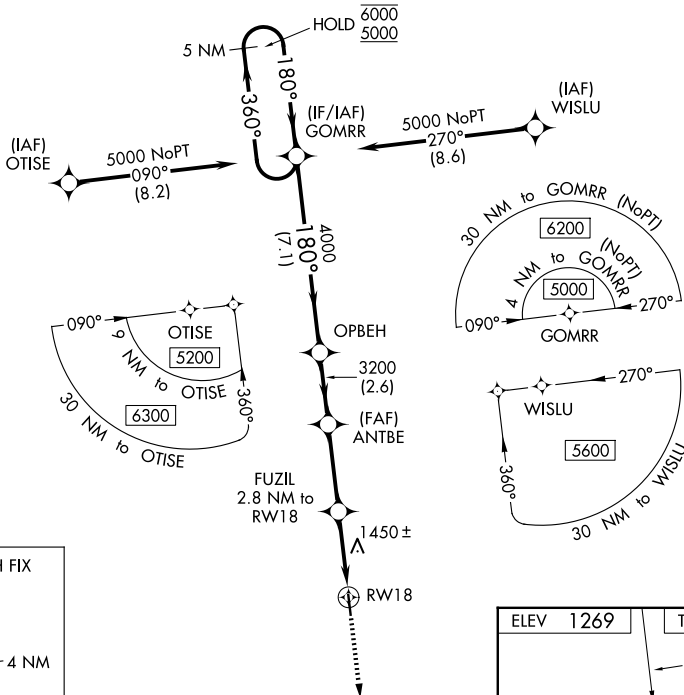 HOLD 6000
5000
5 NM
180°
360°
(IF/IAF)
GOMRR
(IAF)
OTISE
5000 NoPT
090°
(8.2)
(IAF)
WISLU
5000 NoPT
270°
(8.6)
4000
180°
(7.1)
30 NM to GOMRR (NoPT)
6200
4 NM to GOMRR (NoPT)
5000
090°
270°
GOMRR
090°
OTISE
5200
9 NM to OTISE
6300
30 NM to OTISE
360°
OPBEH
3200
(2.6)
(FAF)
ANTBE
270°
WISLU
5600
360°
30 NM to WISLU
FUZIL
2.8 NM to
RW18
1450 ±
RW18
H FIX
4 NM
ELEV 1269
T